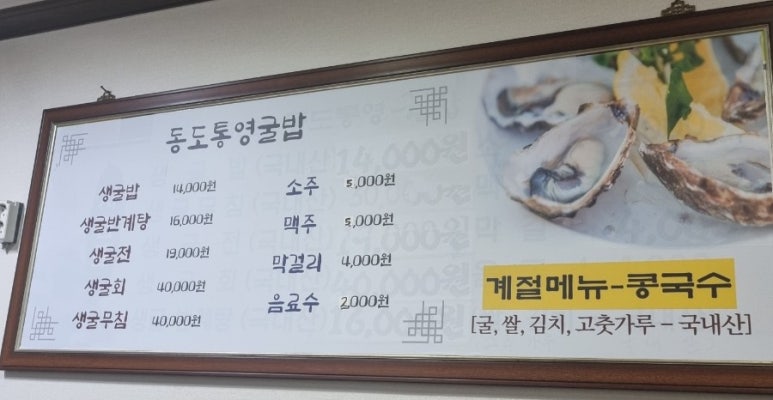 동도통영굴밥
생굴밥 14,000원
생굴반계탕 16,000원
생굴전 19,000원
생굴회 40,000원
생굴무침 40,000원
소주 5,000원
맥주 5,000원
막걸리 4,000원
음료수 2,000원
계절메뉴-콩국수
[굴, 쌀, 김치, 고춧가루 - 국내산]